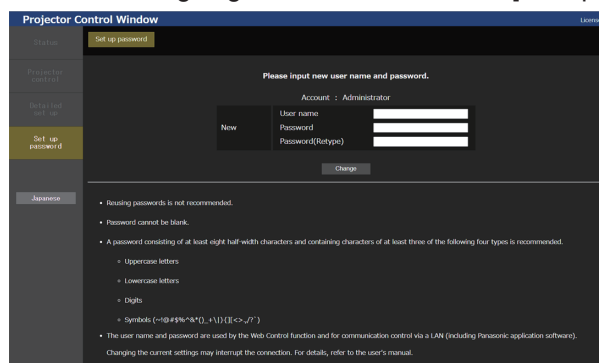 Projector Control Window
Licens
Status
Set up password
Projector
control
Detailed
set up
Set up
password
Japanese
Please input new user name and password.
Account : Administrator
New
User name
Password
Password(Retype)
Change
• Reusing passwords is not recommended.
• Password cannot be blank.
• A password consisting of at least eight half-width characters and containing characters of at least three of the following four types is recommended.
◦ Uppercase letters
◦ Lowercase letters
◦ Digits
◦ Symbols (~!@#$%^&*()_+\|}{][<>.,/?`)
• The user name and password are used by the Web Control function and for communication control via a LAN (including Panasonic application software).
Changing the current settings may interrupt the connection. For details, refer to the user's manual.